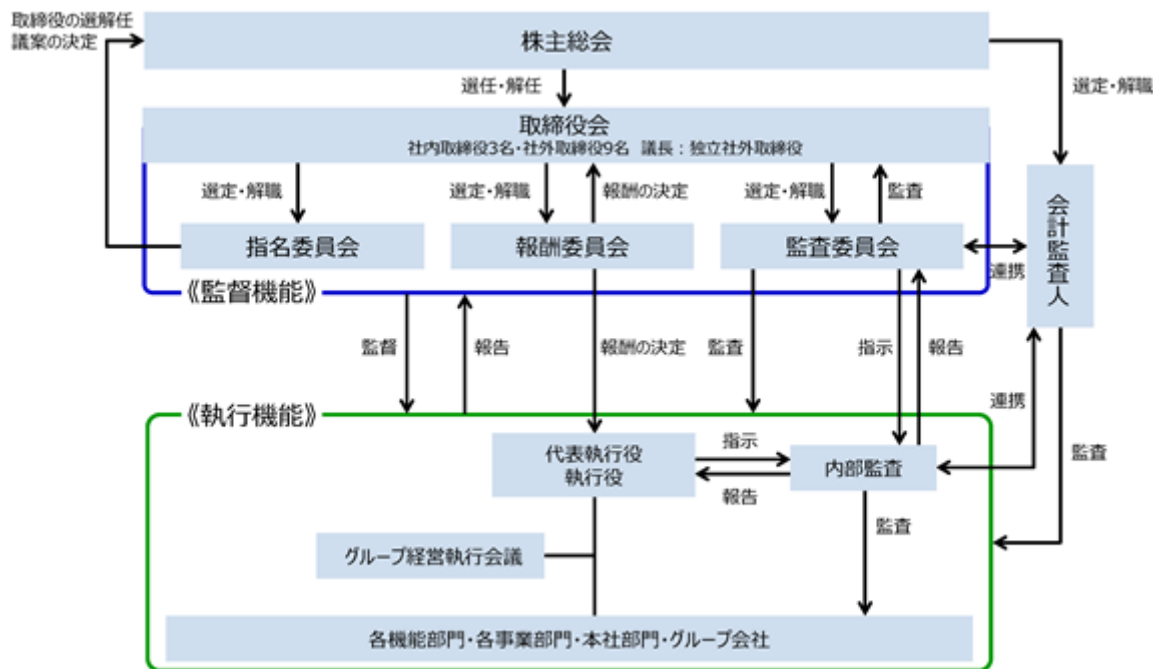 取締役の選解任
議案の決定
株主総会
選任・解任
選定・解職
取締役会
社内取締役3名・社外取締役9名 議長：独立社外取締役
選定・解職
選定・解職
報酬の決定
選定・解職
監査
指名委員会
報酬委員会
監査委員会
会計監査人
連携
《監督機能》
監督
報告
報酬の決定
監査
指示
報告
連携
監査
《執行機能》
代表執行役
執行役
指示
報告
内部監査
監査
グループ経営執行会議
各機能部門・各事業部門・本社部門・グループ会社